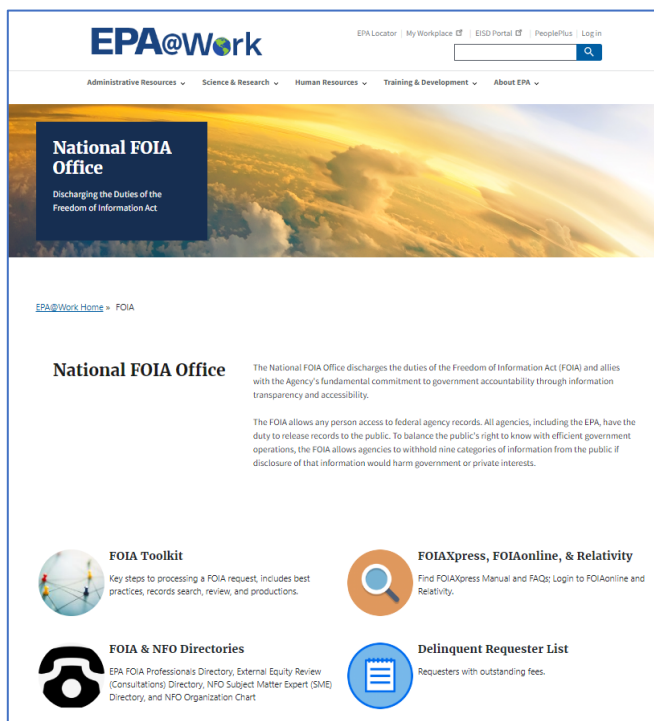 EPA@Work
EPA Locator | My Workplace | EISD Portal | PeoplePlus | Log in
Administrative Resources Science & Research Human Resources Training & Development About EPA
National FOIA
Office
Discharging the Duties of the
Freedom of Information Act
EPA@Work Home » FOIA
National FOIA Office
The National FOIA Office discharges the duties of the Freedom of Information Act (FOIA) and allies
with the Agency's fundamental commitment to government accountability through information
transparency and accessibility.
The FOIA allows any person access to federal agency records. All agencies, including the EPA, have the
duty to release records to the public. To balance the public's right to know with efficient government
operations, the FOIA allows agencies to withhold nine categories of information from the public if
disclosure of that information would harm government or private interests.
FOIA Toolkit
Key steps to processing a FOIA request, includes best
practices, records search, review, and productions.
FOIAXpress, FOIAonline, & Relativity
Find FOIAXpress Manual and FAQs; Login to FOIAonline and
Relativity.
FOIA & NFO Directories
EPA FOIA Professionals Directory, External Equity Review
(Consultations) Directory, NFO Subject Matter Expert (SME)
Directory, and NFO Organization Chart
Delinquent Requester List
Requesters with outstanding fees.